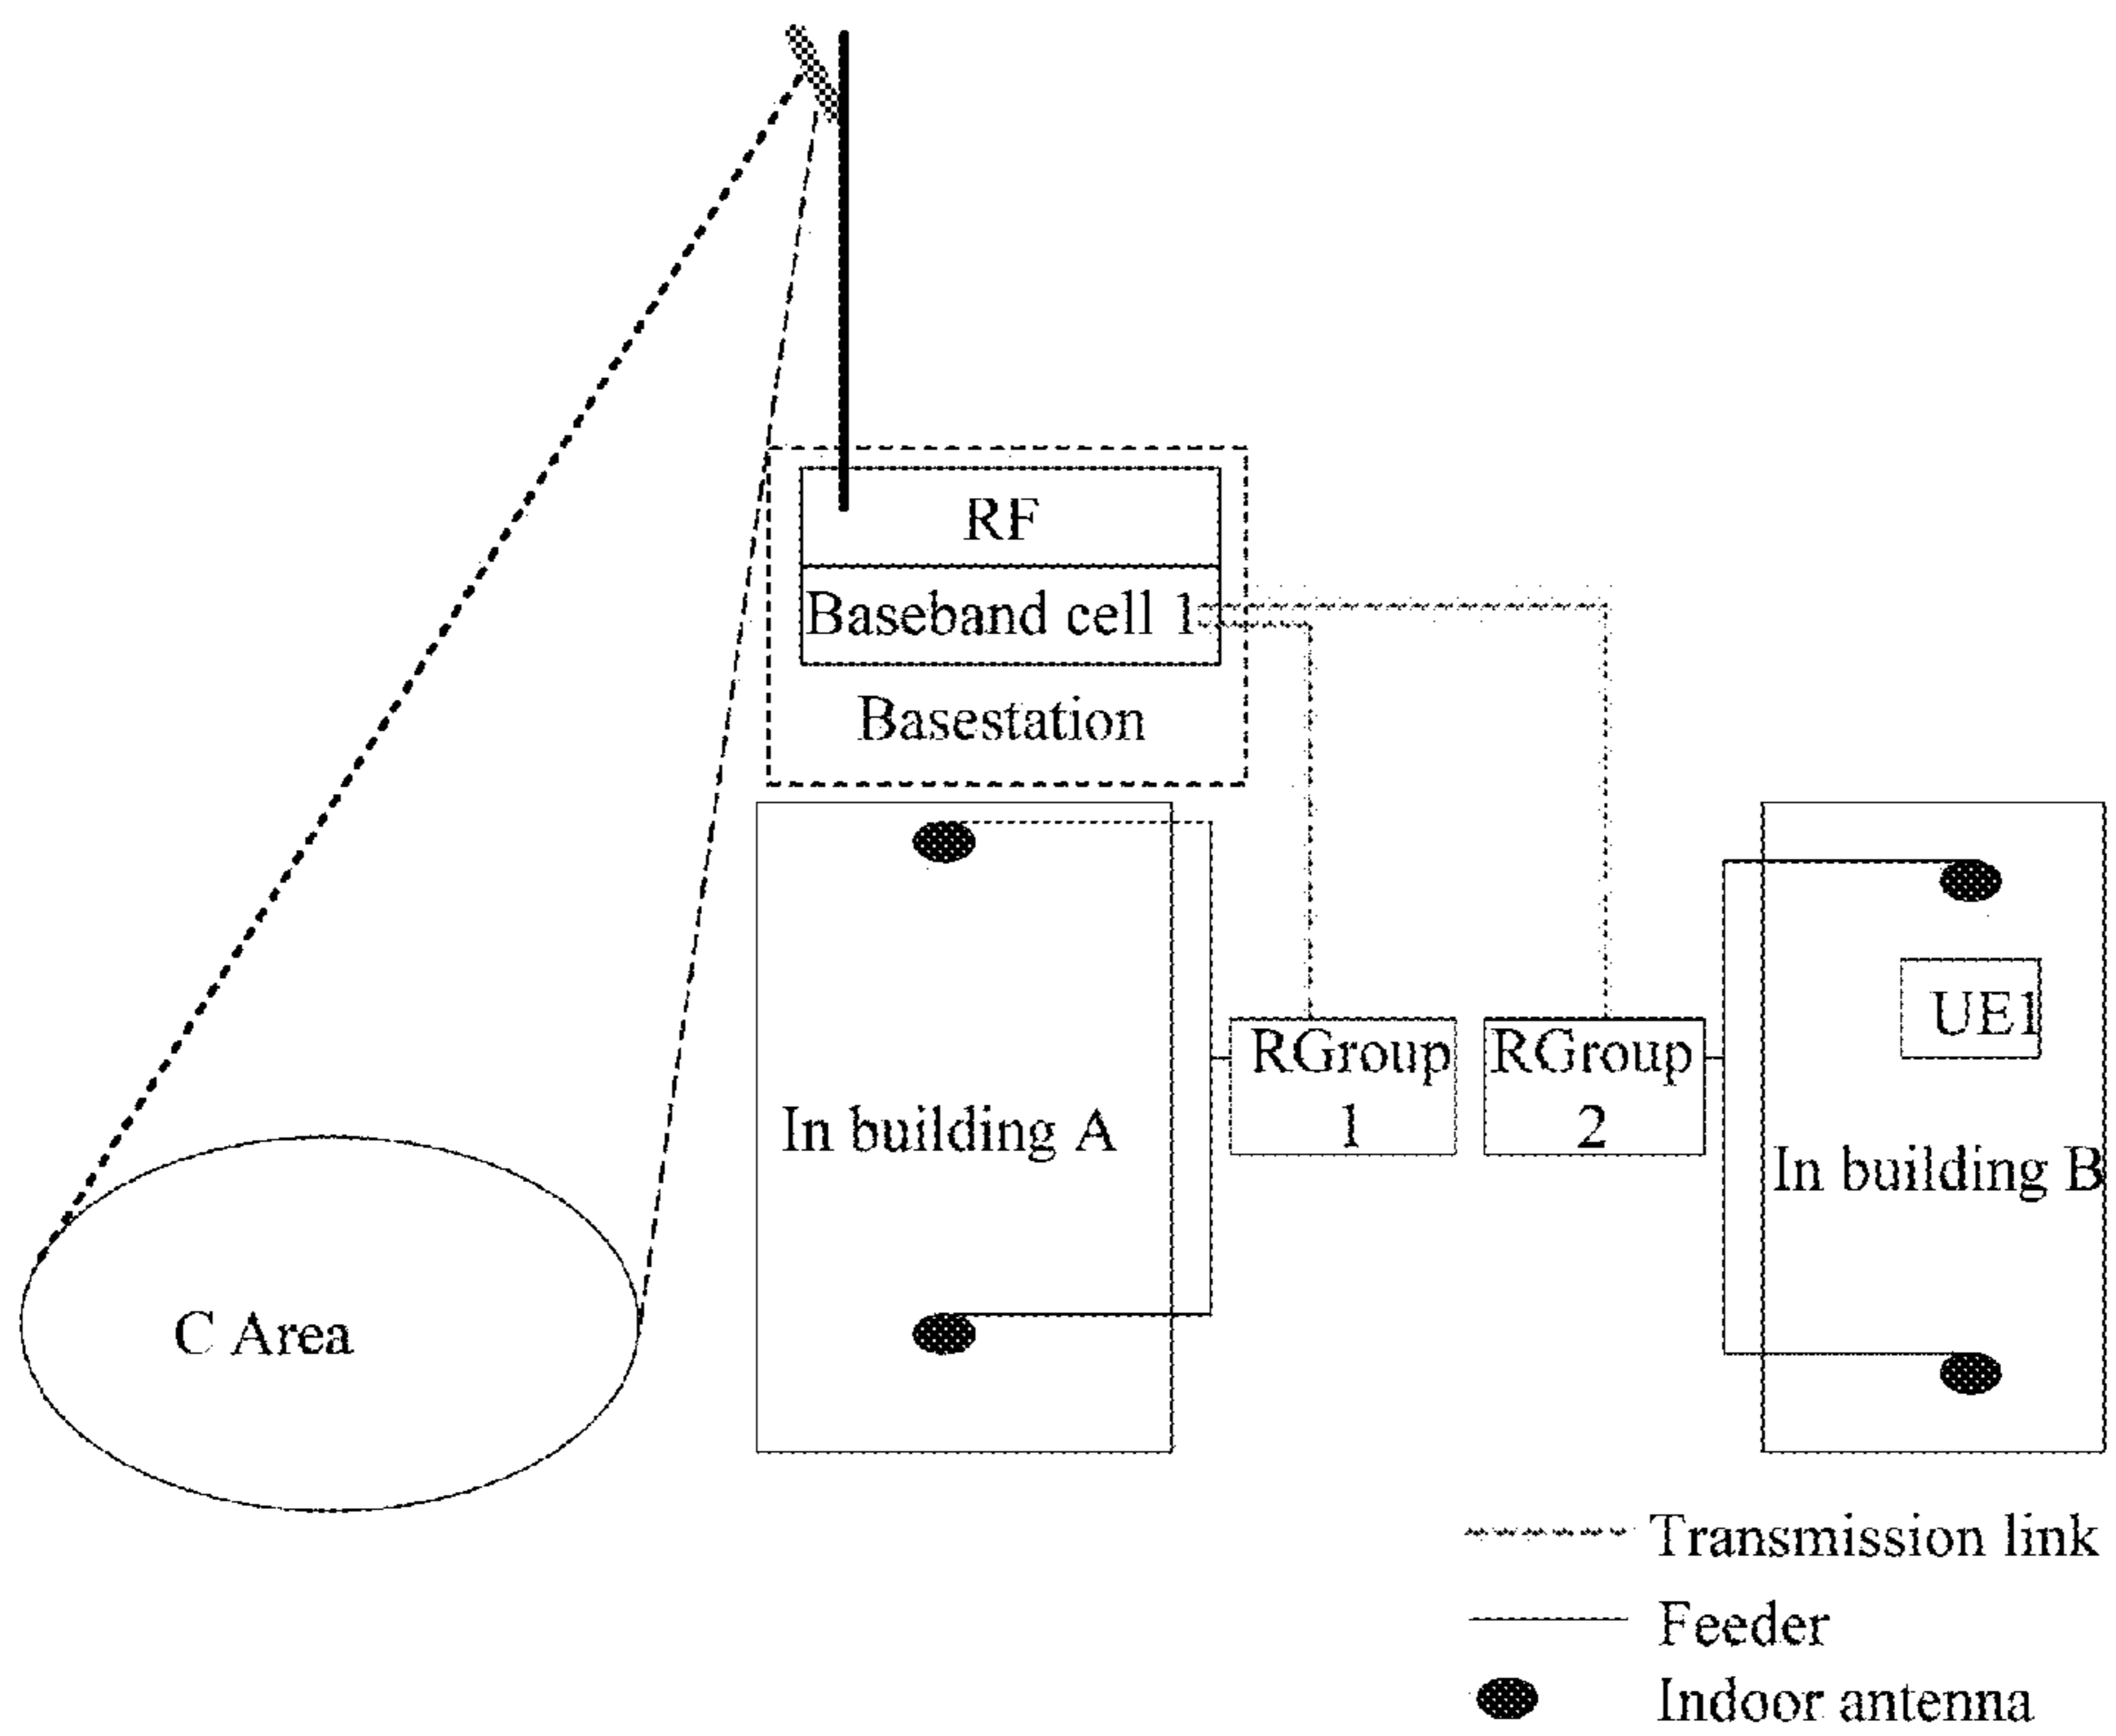 RF
Baseband cell 1
Basestation
RGroup
1
RGroup
2
UE1
In building A
In building B
C Area
Transmission link
Feeder
Indoor antenna